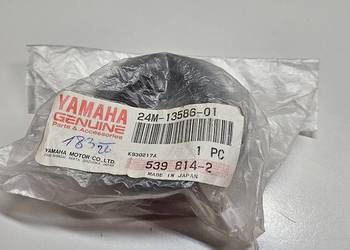 YAMAHA
GENUINE
Parts & Accessories
24M-13586-01
1 PC
K930217A
YAMAHA MOTOR CO., LTD.
539 814-2
MADE IN JAPAN